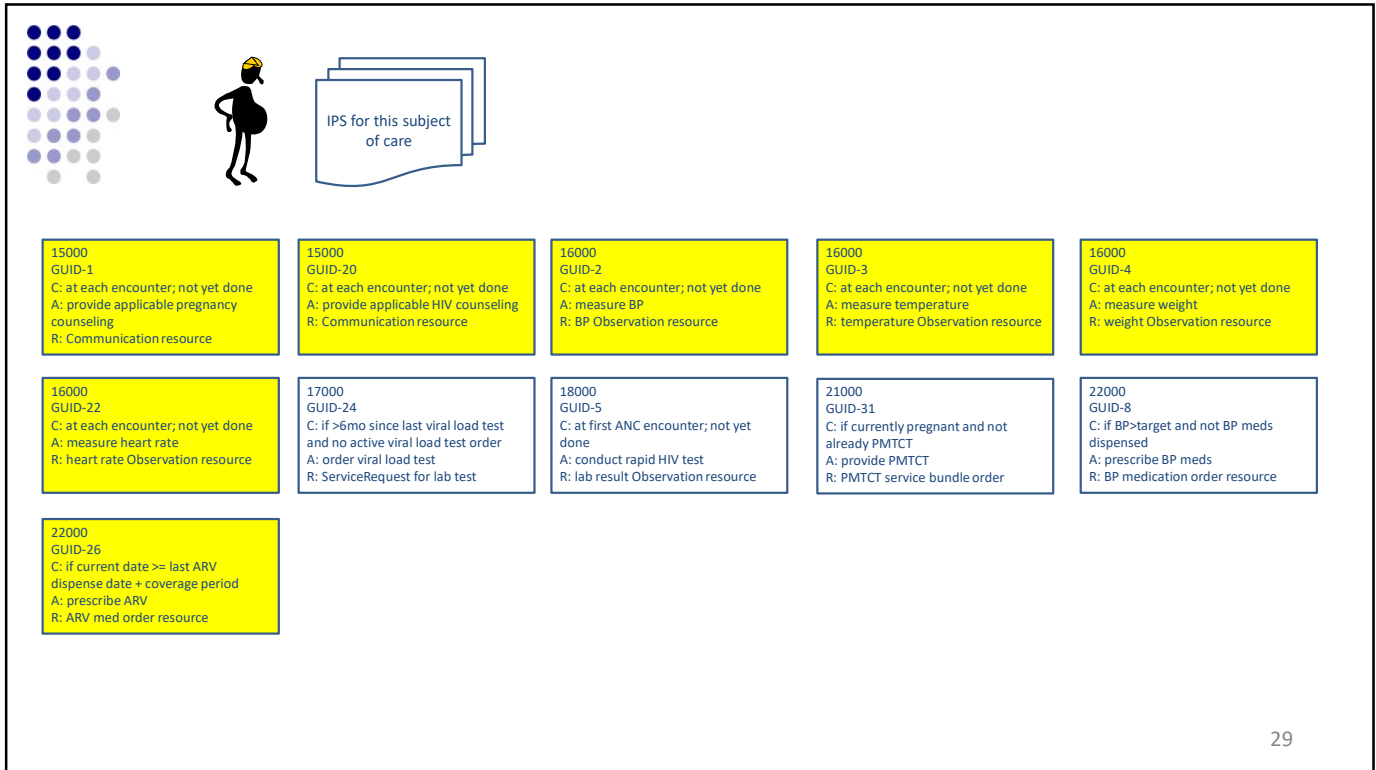 IPS for this subject
of care
15000
GUID-1
C: at each encounter; not yet done
A: provide applicable pregnancy
counseling
R: Communication resource
15000
GUID-20
C: at each encounter; not yet done
A: provide applicable HIV counseling
R: Communication resource
16000
GUID-2
C: at each encounter; not yet done
A: measure BP
R: BP Observation resource
16000
GUID-3
C: at each encounter; not yet done
A: measure temperature
R: temperature Observation resource
16000
GUID-4
C: at each encounter; not yet done
A: measure weight
R: weight Observation resource
16000
GUID-22
C: at each encounter; not yet done
A: measure heart rate
R: heart rate Observation resource
17000
GUID-24
C: if >6mo since last viral load test
and no active viral load test order
A: order viral load test
R: ServiceRequest for lab test
18000
GUID-5
C: at first ANC encounter; not yet
done
A: conduct rapid HIV test
R: lab result Observation resource
21000
GUID-31
C: if currently pregnant and not
already PMTCT
A: provide PMTCT
R: PMTCT service bundle order
22000
GUID-8
C: if BP>target and not BP meds
dispensed
A: prescribe BP meds
R: BP medication order resource
22000
GUID-26
C: if current date >= last ARV
dispense date + coverage period
A: prescribe ARV
R: ARV med order resource
29